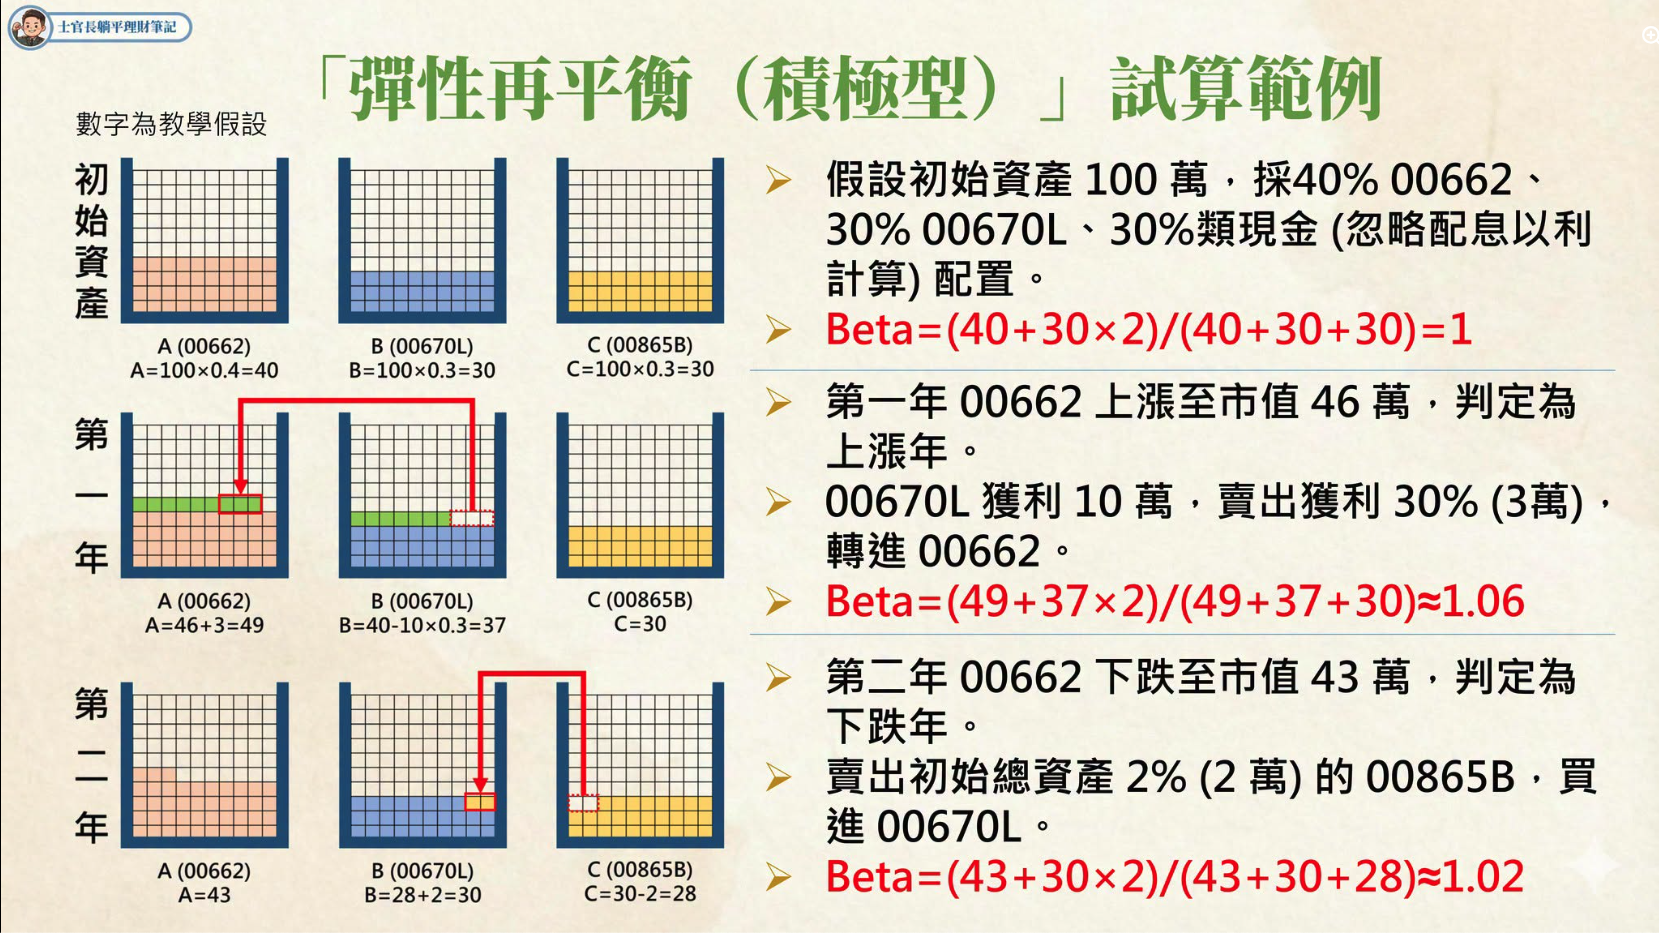 士官長躺平理財筆記
「彈性再平衡（積極型）」試算範例
數字為教學假設
初始資產
A (00662)
A=100×0.4=40
B (00670L)
B=100×0.3=30
C (00865B)
C=100×0.3=30
➢ 假設初始資產 100 萬，採40% 00662、
30% 00670L、30%類現金 (忽略配息以利
計算) 配置。
➢ Beta=(40+30×2)/(40+30+30)=1
第一年
A (00662)
A=46+3=49
B (00670L)
B=40-10×0.3=37
C (00865B)
C=30
➢ 第一年 00662 上漲至市值 46 萬，判定為
上漲年。
➢ 00670L 獲利 10 萬，賣出獲利 30% (3萬)，
轉進 00662。
➢ Beta=(49+37×2)/(49+37+30)≈1.06
第二年
A (00662)
A=43
B (00670L)
B=28+2=30
C (00865B)
C=30-2=28
➢ 第二年 00662 下跌至市值 43 萬，判定為
下跌年。
➢ 賣出初始總資產 2% (2 萬) 的 00865B，買
進 00670L。
➢ Beta=(43+30×2)/(43+30+28)≈1.02